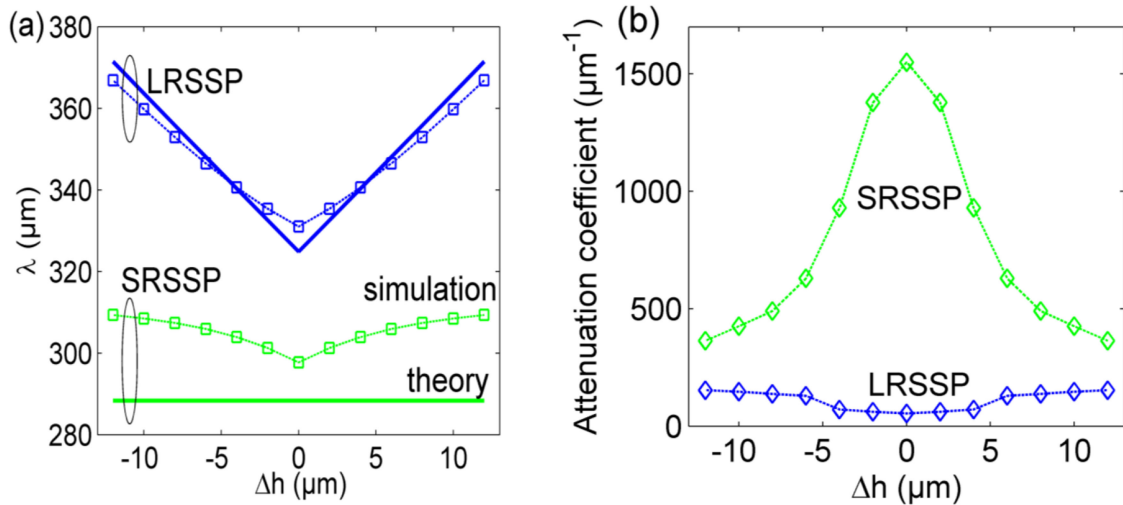 (a)
380
360
340
320
300
280
λ (µm)
LRSSP
SRSSP
simulation
theory
-10 -5 0 5 10
Δh (µm)
(b)
1500
1000
500
0
Attenuation coefficient (µm⁻¹)
SRSSP
LRSSP
-10 -5 0 5 10
Δh (µm)